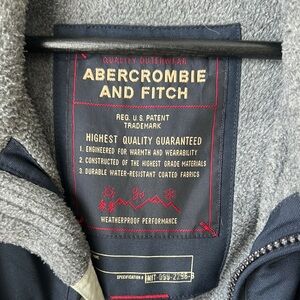 QUALITY OUTERWEAR
ABERCROMBIE
AND FITCH
REG. U.S. PATENT
TRADEMARK
HIGHEST QUALITY GUARANTEED
1. ENGINEERED FOR WARMTH AND WEARABILITY
2. CONSTRUCTED OF THE HIGHEST GRADE MATERIALS
3. DURABLE WATER-RESISTANT COATED FABRICS
WEATHERPROOF PERFORMANCE
SPECIFICATION #